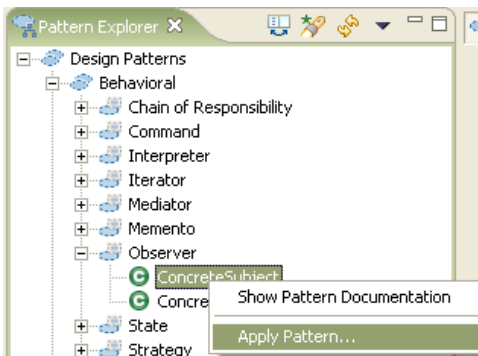 Pattern Explorer
Design Patterns
Behavioral
Chain of Responsibility
Command
Interpreter
Iterator
Mediator
Memento
Observer
ConcreteSubject
Concre
Show Pattern Documentation
State
Apply Pattern...
Strategy